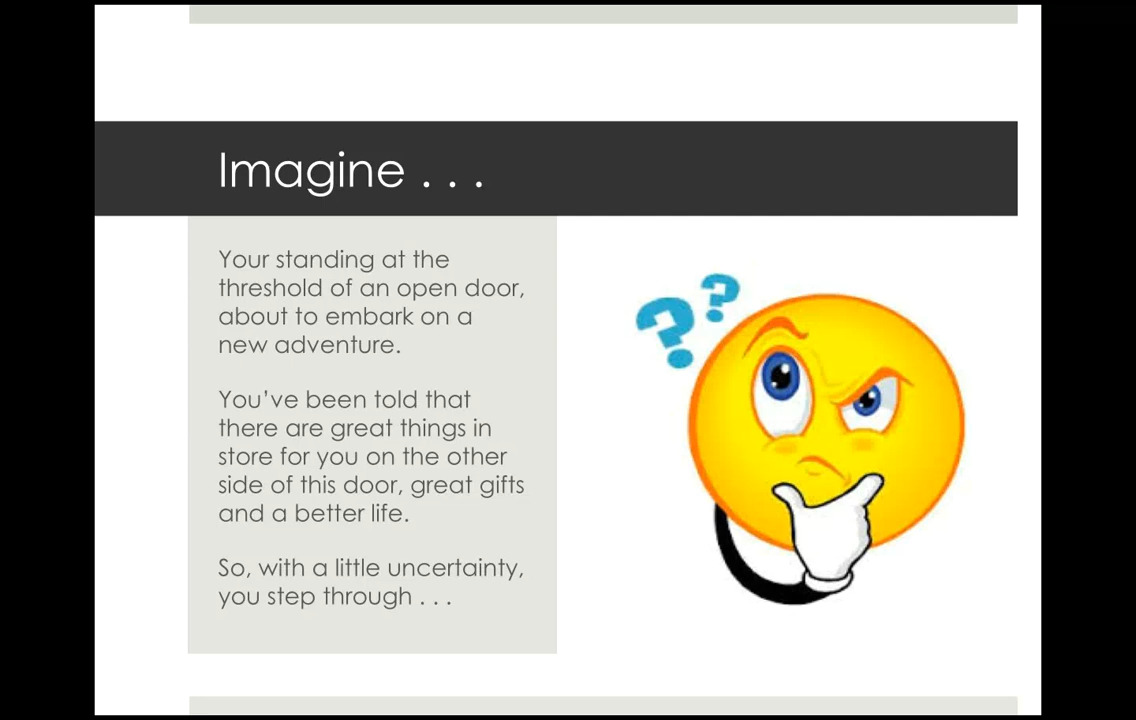 Imagine . . .
Your standing at the
threshold of an open door,
about to embark on a
new adventure.
You’ve been told that
there are great things in
store for you on the other
side of this door, great gifts
and a better life.
So, with a little uncertainty,
you step through . . .
? ?